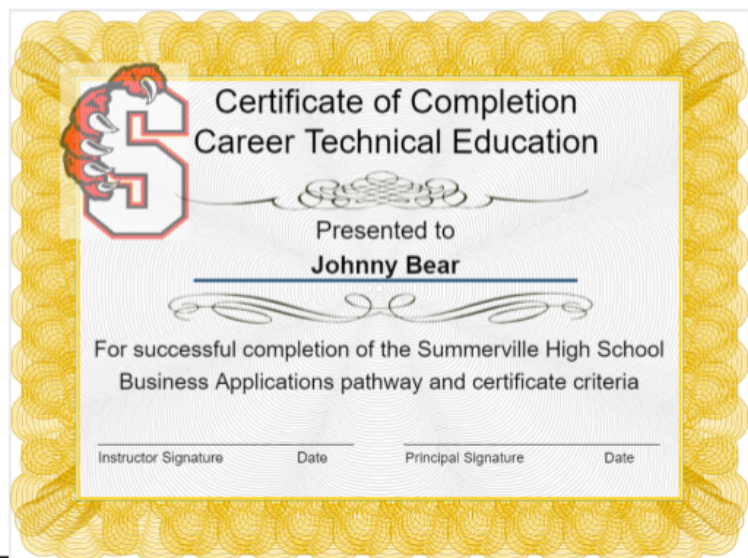 S
Certificate of Completion
Career Technical Education
Presented to
Johnny Bear
For successful completion of the Summerville High School
Business Applications pathway and certificate criteria
Instructor Signature Date Principal Signature Date